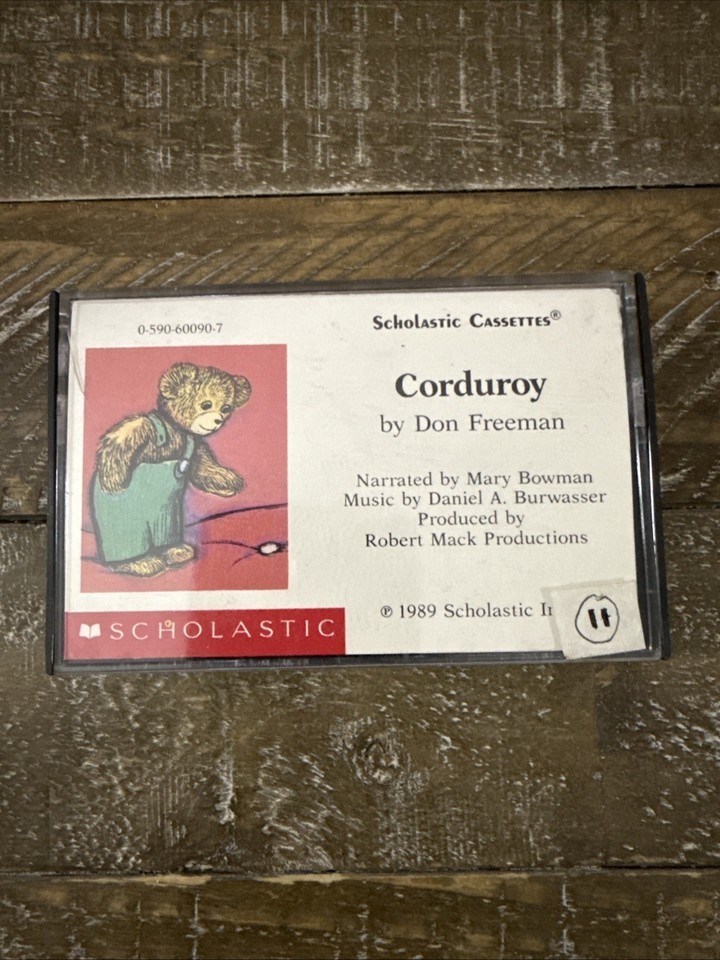 0-590-60090-7
Scholastic Cassettes®
Corduroy
by Don Freeman
Narrated by Mary Bowman
Music by Daniel A. Burwasser
Produced by
Robert Mack Productions
℗ 1989 Scholastic
SCHOLASTIC